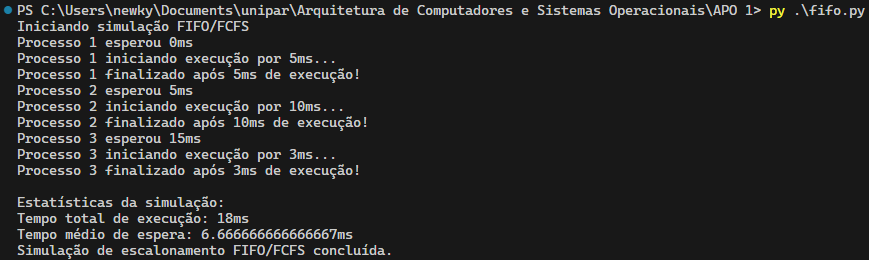 PS C:\Users\newky\Documents\unipar\Arquitetura de Computadores e Sistemas Operacionais\APO 1> py .\fifo.py
Iniciando simulação FIFO/FCFS
Processo 1 esperou 0ms
Processo 1 iniciando execução por 5ms...
Processo 1 finalizado após 5ms de execução!
Processo 2 esperou 5ms
Processo 2 iniciando execução por 10ms...
Processo 2 finalizado após 10ms de execução!
Processo 3 esperou 15ms
Processo 3 iniciando execução por 3ms...
Processo 3 finalizado após 3ms de execução!
Estatísticas da simulação:
Tempo total de execução: 18ms
Tempo médio de espera: 6.666666666666667ms
Simulação de escalonamento FIFO/FCFS concluída.